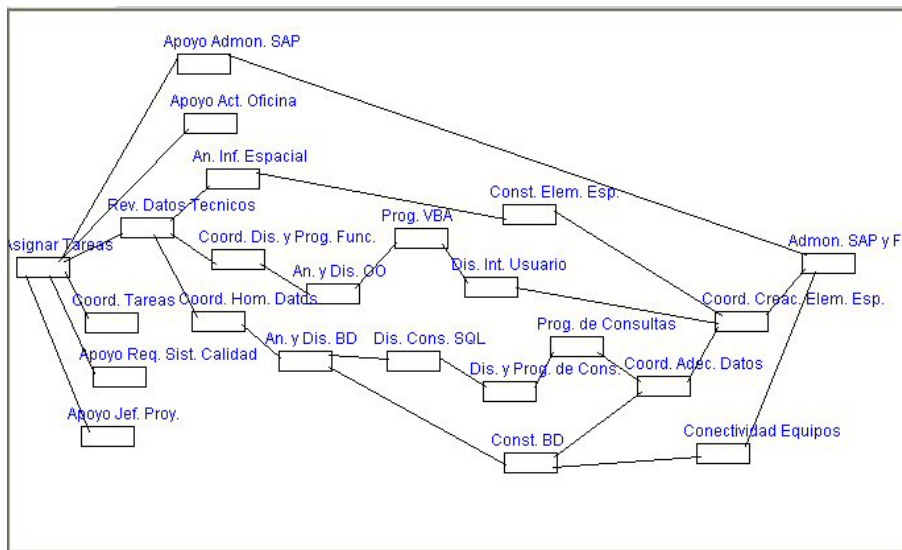 Apoyo Admon. SAP
Apoyo Act. Oficina
An. Inf. Espacial
Const. Elem. Esp.
Rev. Datos Tecnicos
Prog. VBA
Coord. Dis. y Prog. Func.
Asignar Tareas
Admon. SAP y F
An. y Dis. OO
Dis. Int. Usuario
Coord. Tareas
Coord. Hom. Datos
Coord. Creac. Elem. Esp.
Prog. de Consultas
An. y Dis. BD
Dis. Cons. SQL
Apoyo Req. Sist. Calidad
Dis. y Prog. de Cons.
Coord. Adec. Datos
Apoyo Jef. Proy.
Const. BD
Conectividad Equipos